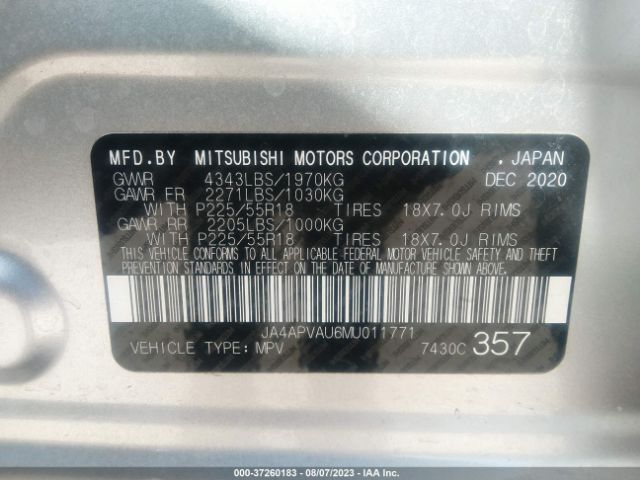 MFD.BY MITSUBISHI MOTORS CORPORATION . JAPAN
GVWR 4343LBS/1970KG DEC 2020
GAWR FR 2271LBS/1030KG
WITH P225/55R18 TIRES 18X7.0J RIMS
GAWR RR 2205LBS/1000KG
WITH P225/55R18 TIRES 18X7.0J RIMS
THIS VEHICLE CONFORMS TO ALL APPLICABLE FEDERAL MOTOR VEHICLE SAFETY AND THEFT
PREVENTION STANDARDS IN EFFECT ON THE DATE OF MANUFACTURE SHOWN ABOVE.
JA4APVAU6MU011771
VEHICLE TYPE: MPV 7430C 357
000-37260183 - 08/07/2023 - IAA Inc.